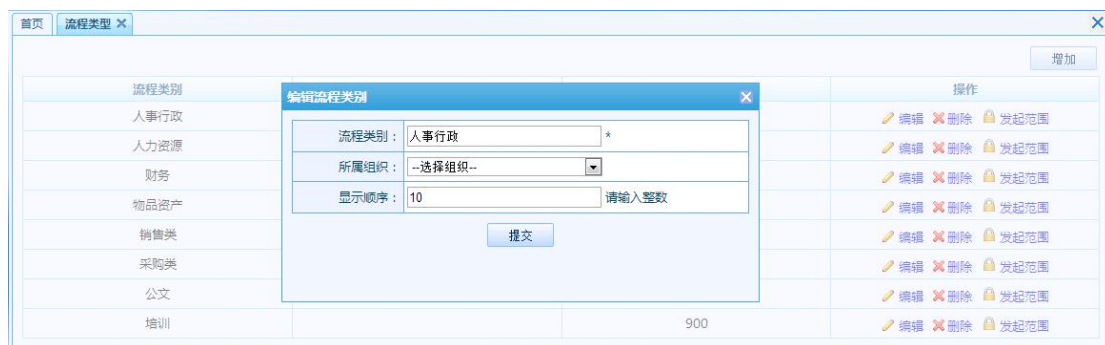 首页 流程类型
增加
流程类别 操作
编辑流程类别
人事行政 编辑 删除 发起范围
流程类别： 人事行政 *
人力资源 编辑 删除 发起范围
所属组织： --选择组织--
财务 编辑 删除 发起范围
显示顺序： 10 请输入整数
物品资产 编辑 删除 发起范围
提交
销售类 编辑 删除 发起范围
采购类 编辑 删除 发起范围
公文 编辑 删除 发起范围
培训 900 编辑 删除 发起范围